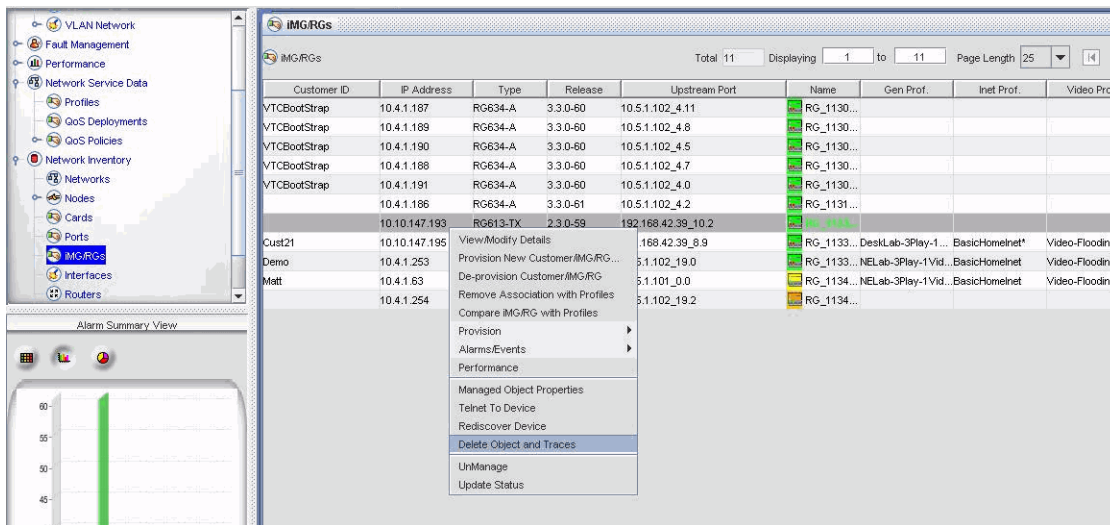 VLAN Network
Fault Management
Performance
Network Service Data
Profiles
QoS Deployments
QoS Policies
Network Inventory
Networks
Nodes
Cards
Ports
iMG/RGs
Interfaces
Routers
Alarm Summary View
60
55
50
45
iMG/RGs
iMG/RGs Total 11 Displaying 1 to 11 Page Length 25
Customer ID IP Address Type Release Upstream Port Name Gen Prof. Inet Prof. Video Pro
VTCBootStrap 10.4.1.187 RG634-A 3.3.0-60 10.5.1.102_4.11 RG_1130...
VTCBootStrap 10.4.1.189 RG634-A 3.3.0-60 10.5.1.102_4.8 RG_1130...
VTCBootStrap 10.4.1.190 RG634-A 3.3.0-60 10.5.1.102_4.5 RG_1130...
VTCBootStrap 10.4.1.188 RG634-A 3.3.0-60 10.5.1.102_4.7 RG_1130...
VTCBootStrap 10.4.1.191 RG634-A 3.3.0-60 10.5.1.102_4.0 RG_1130...
10.4.1.186 RG634-A 3.3.0-61 10.5.1.102_4.2 RG_1131...
10.10.147.193 RG613-TX 2.3.0-59 192.168.42.39_10.2
Cust21 10.10.147.195 .168.42.39_8.9 RG_1133... DeskLab-3Play-1... BasicHomeInet* Video-Floodin
Demo 10.4.1.253 5.1.102_19.0 RG_1133... NELab-3Play-1Vid... BasicHomeInet Video-Floodin
Matt 10.4.1.63 5.1.101_0.0 RG_1134... NELab-3Play-1Vid... BasicHomeInet Video-Floodin
10.4.1.254 5.1.102_19.2 RG_1134...
View/Modify Details
Provision New Customer/iMG/RG...
De-provision Customer/iMG/RG
Remove Association with Profiles
Compare iMG/RG with Profiles
Provision
Alarms/Events
Performance
Managed Object Properties
Telnet To Device
Rediscover Device
Delete Object and Traces
UnManage
Update Status